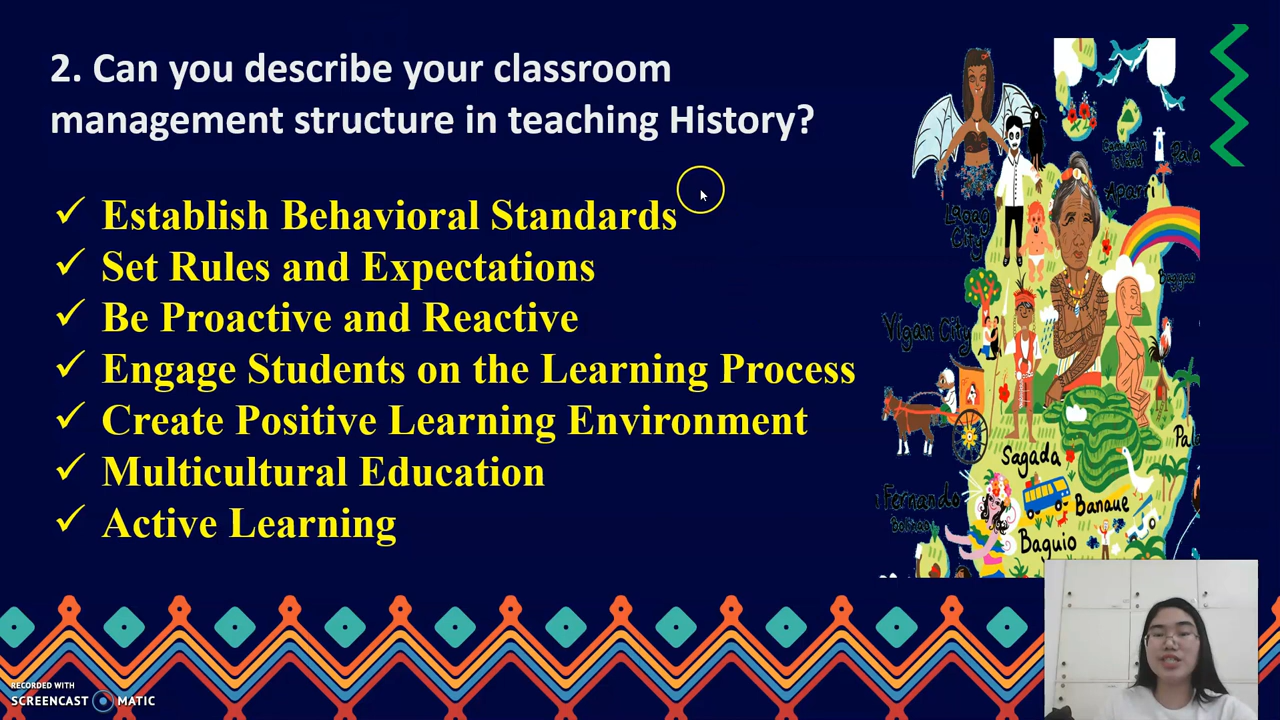 2. Can you describe your classroom
management structure in teaching History?
Establish Behavioral Standards
Set Rules and Expectations
Be Proactive and Reactive
Engage Students on the Learning Process
Create Positive Learning Environment
Multicultural Education
Active Learning
Aparri
Laoag
City
Vigan City
Sagada
Fernando
Banaue
Baguio
RECORDED WITH
SCREENCAST MATIC